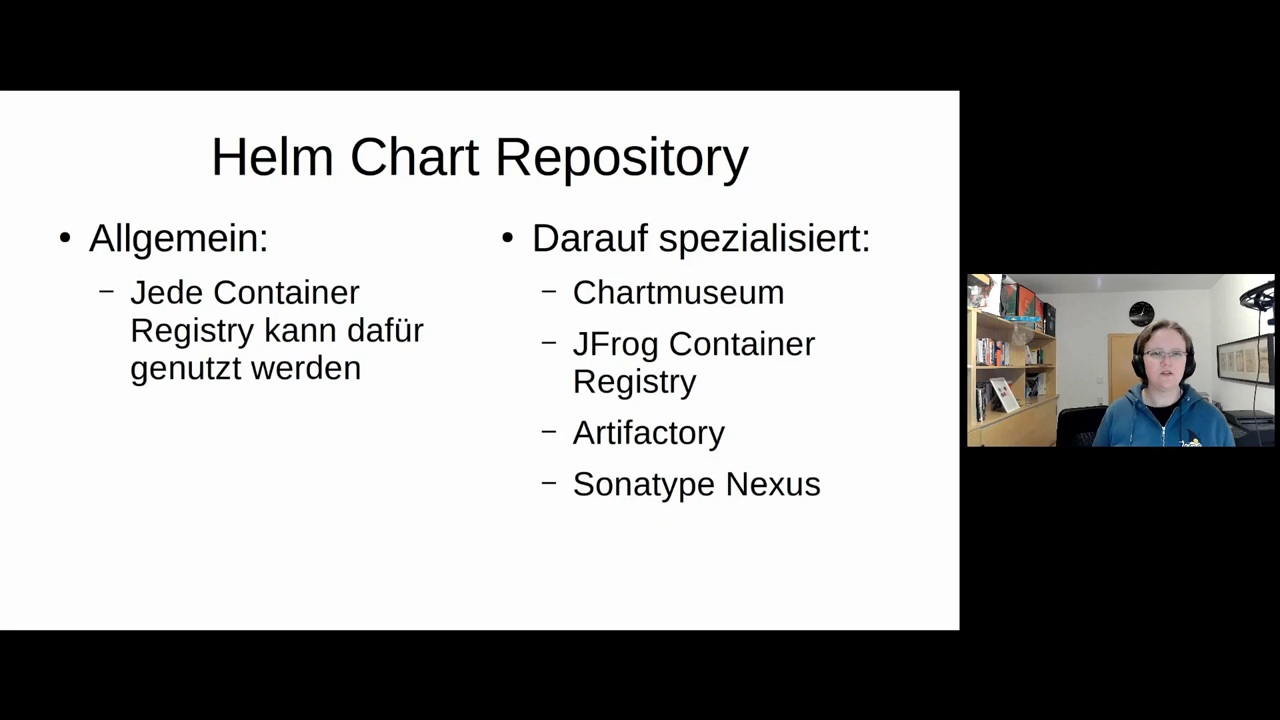 Helm Chart Repository
• Allgemein:
– Jede Container
Registry kann dafür
genutzt werden
• Darauf spezialisiert:
– Chartmuseum
– JFrog Container
Registry
– Artifactory
– Sonatype Nexus